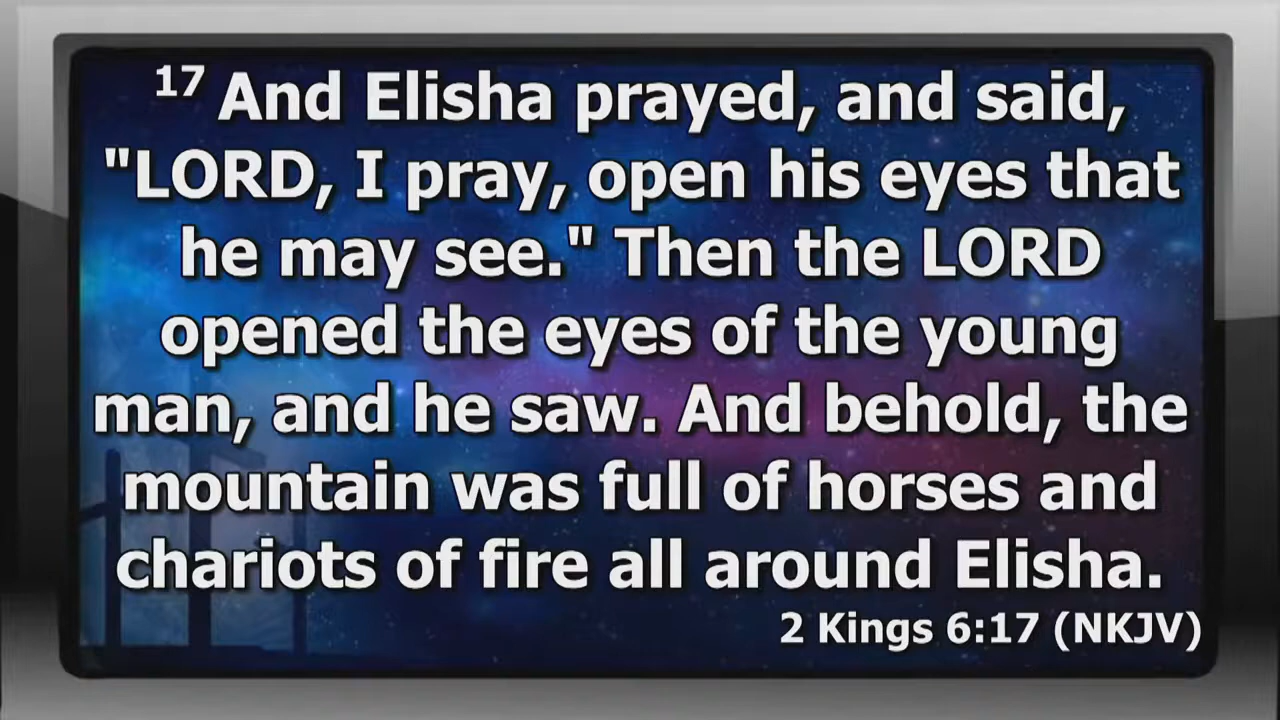 17 And Elisha prayed, and said,
"LORD, I pray, open his eyes that
he may see." Then the LORD
opened the eyes of the young
man, and he saw. And behold, the
mountain was full of horses and
chariots of fire all around Elisha.
2 Kings 6:17 (NKJV)